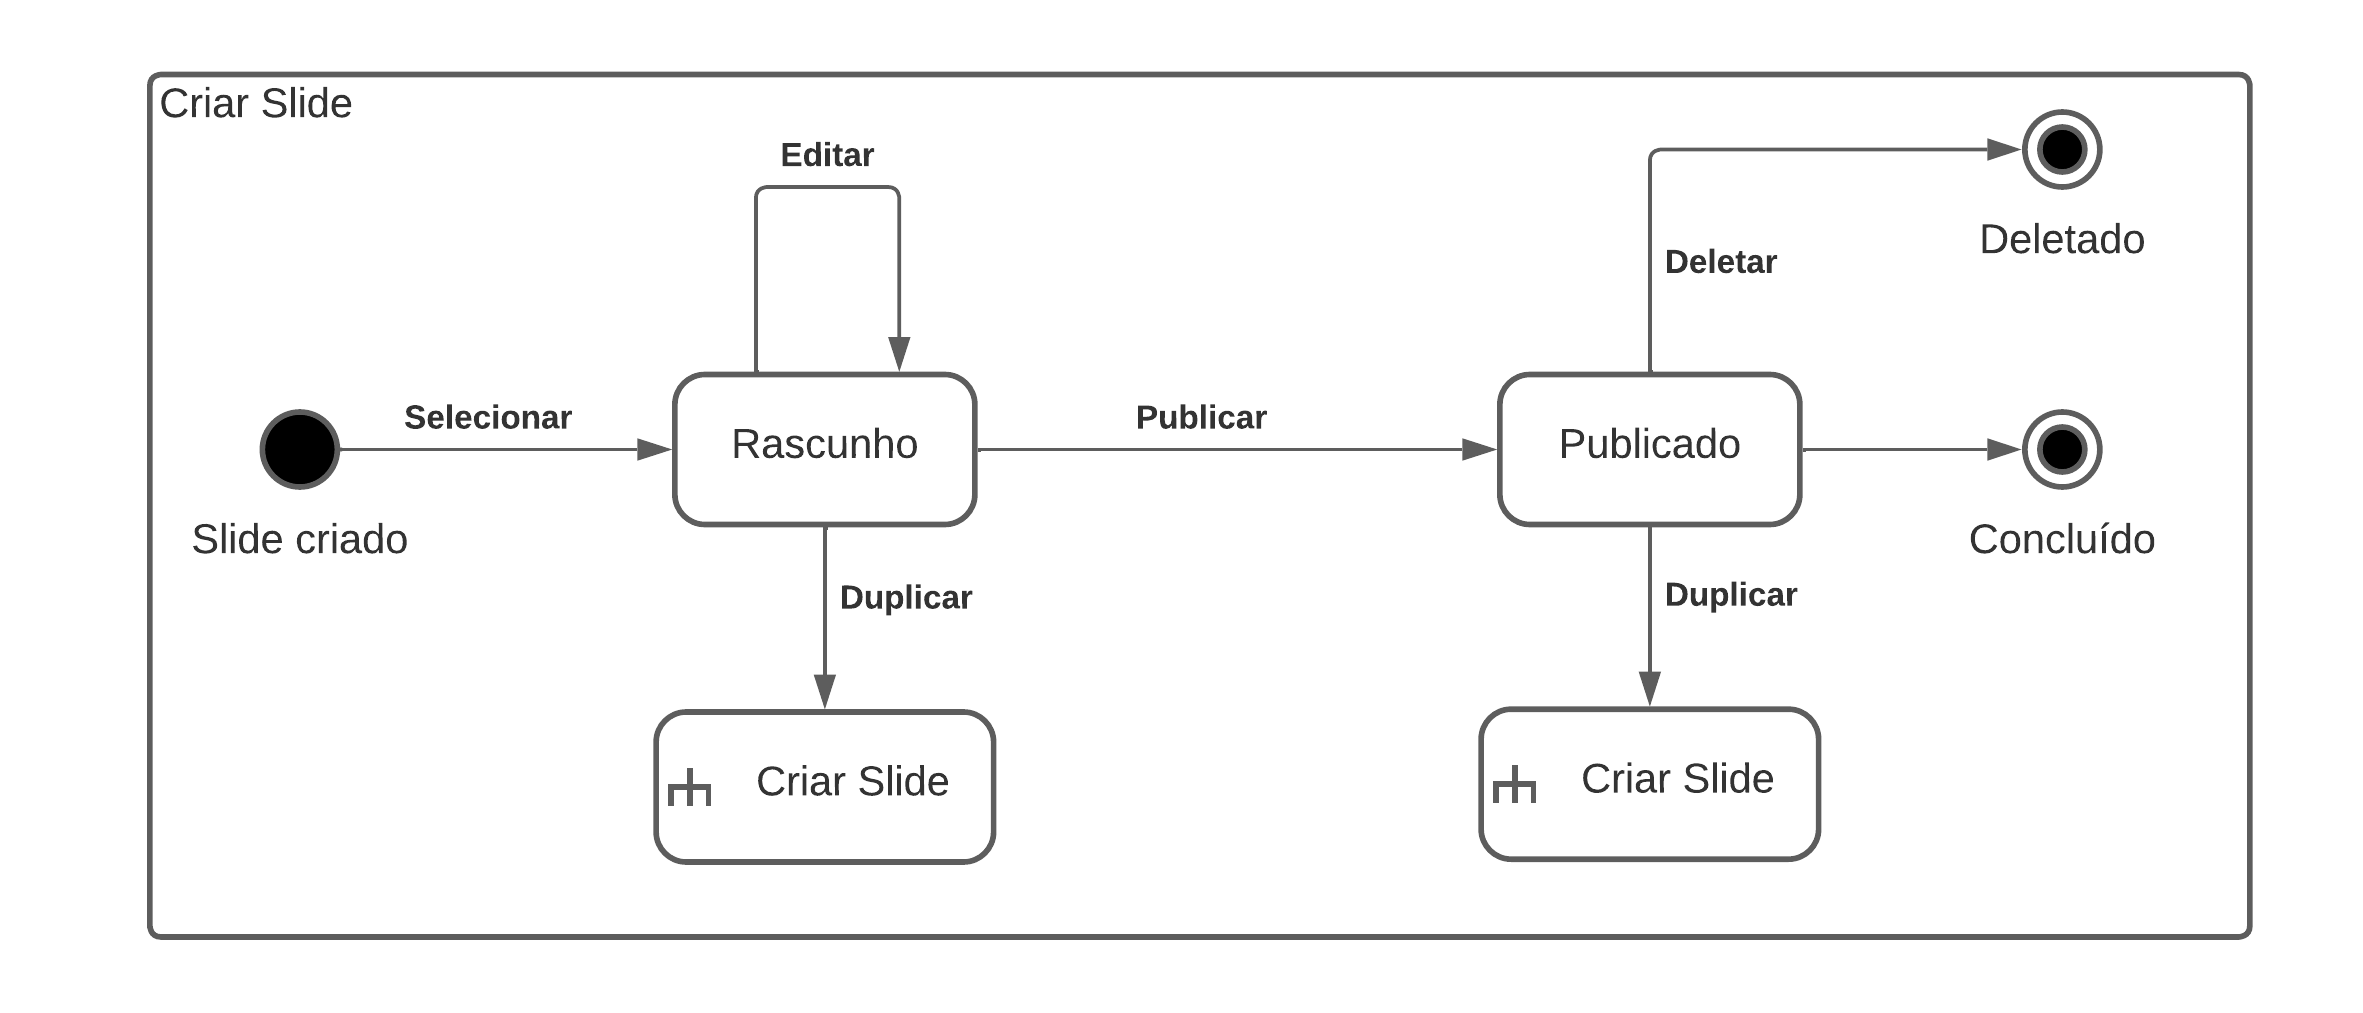 Criar Slide
Editar
Deletado
Deletar
Selecionar
Rascunho
Publicar
Publicado
Slide criado
Concluído
Duplicar
Duplicar
Criar Slide
Criar Slide